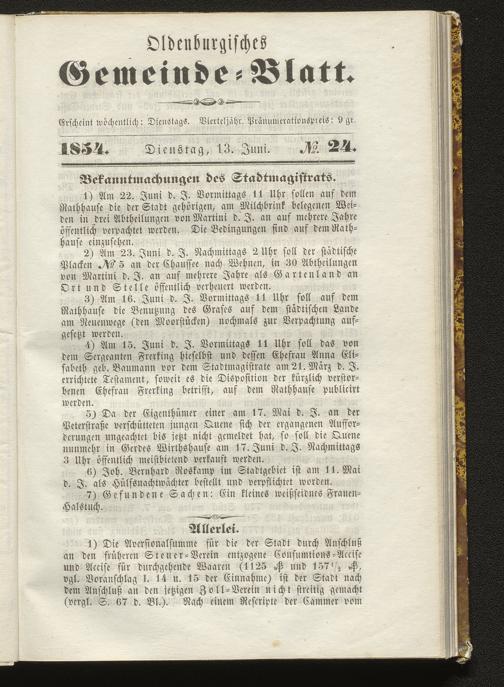 Oldenburgisches
Gemeinde-Blatt.
Erscheint wöchentlich: Dienstags. Vierteljähr. Pränumerationspreis: 9 gr.
1854. Dienstag, 13. Juni. № 24.
Bekanntmachungen des Stadtmagistrats.
1) Am 22. Juni d. J. Vormittags 11 Uhr sollen auf dem
Rathhause die der Stadt gehörigen, am Milchbrink belegenen Wei-
den in drei Abtheilungen von Martini d. J. an auf mehrere Jahre
öffentlich verpachtet werden. Die Bedingungen sind auf dem Rath-
hause einzusehen.
2) Am 23. Juni d. J. Nachmittags 2 Uhr soll der städtische
Placken № 5 an der Chaussee nach Wehnen, in 30 Abtheilungen
von Martini d. J. an auf mehrere Jahre als Gartenland an
Ort und Stelle öffentlich verheuert werden.
3) Am 16. Juni d. J. Vormittags 11 Uhr soll auf dem
Rathhause die Benutzung des Grases auf dem städtischen Lande
am Neuenwege (den Moorstücken) nochmals zur Verpachtung auf-
gesetzt werden.
4) Am 15. Juni d. J. Vormittags 11 Uhr soll das von
dem Sergeanten Frerking hieselbst und dessen Ehefrau Anna Eli-
sabeth geb. Baumann vor dem Stadtmagistrate am 21. März d. J.
errichtete Testament, soweit es die Disposition der kürzlich verstor-
benen Ehefrau Frerking betrifft, auf dem Rathhause publicirt
werden.
5) Da der Eigenthümer einer am 17. Mai d. J. an der
Peterstraße verschütteten jungen Quene sich der ergangenen Auffor-
derungen ungeachtet bis jetzt nicht gemeldet hat, so soll die Quene
nunmehr in Gerdes Wirthshause am 17. Juni d. J. Nachmittags
3 Uhr öffentlich meistbietend verkauft werden.
6) Joh. Bernhard Roskamp im Stadtgebiet ist am 11. Mai
d. J. als Hülfsnachtwächter bestellt und verpflichtet worden.
7) Gefundene Sachen: Ein kleines weißseidnes Frauen-
Halstuch.
Allerlei.
1) Die Aversionalsumme für die der Stadt durch Anschluß
an den früheren Steuer-Verein entzogene Consumtions-Accise
und Accise für durchgehende Waaren (1125 ₰ und 157½ ₰,
vgl. Voranschlag I. 14 u. 15 der Einnahme) ist der Stadt nach
dem Anschluß an den jetzigen Zoll-Verein nicht streitig gemacht
(vergl. S. 67 d. Bl.). Nach einem Rescripte der Cammer vom